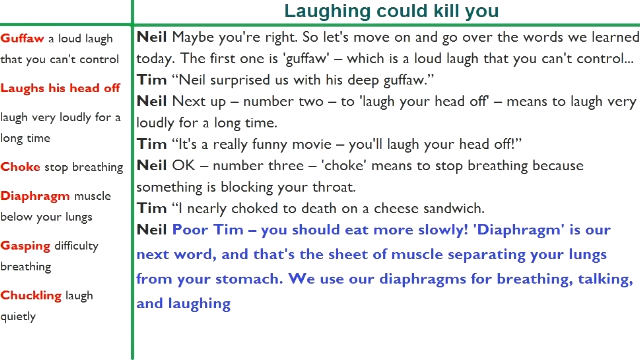 Laughing could kill you
Guffaw a loud laugh
that you can't control
Laughs his head off
laugh very loudly for a
long time
Choke stop breathing
Diaphragm muscle
below your lungs
Gasping difficulty
breathing
Chuckling laugh
quietly
Neil Maybe you're right. So let's move on and go over the words we learned
today. The first one is 'guffaw' – which is a loud laugh that you can't control...
Tim “Neil surprised us with his deep guffaw.”
Neil Next up – number two – to 'laugh your head off' – means to laugh very
loudly for a long time.
Tim “It's a really funny movie – you'll laugh your head off!”
Neil OK – number three – 'choke' means to stop breathing because
something is blocking your throat.
Tim “I nearly choked to death on a cheese sandwich.
Neil Poor Tim – you should eat more slowly! 'Diaphragm' is our
next word, and that's the sheet of muscle separating your lungs
from your stomach. We use our diaphragms for breathing, talking,
and laughing